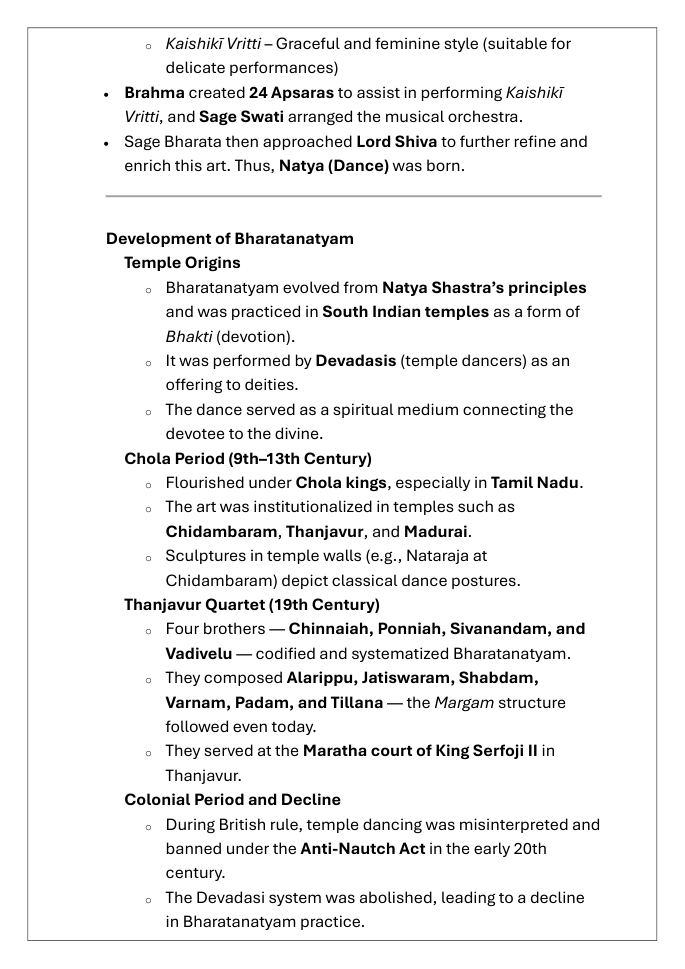 ○ Kaishikī Vritti – Graceful and feminine style (suitable for
delicate performances)
• Brahma created 24 Apsaras to assist in performing Kaishikī
Vritti, and Sage Swati arranged the musical orchestra.
• Sage Bharata then approached Lord Shiva to further refine and
enrich this art. Thus, Natya (Dance) was born.
Development of Bharatanatyam
Temple Origins
○ Bharatanatyam evolved from Natya Shastra’s principles
and was practiced in South Indian temples as a form of
Bhakti (devotion).
○ It was performed by Devadasis (temple dancers) as an
offering to deities.
○ The dance served as a spiritual medium connecting the
devotee to the divine.
Chola Period (9th–13th Century)
○ Flourished under Chola kings, especially in Tamil Nadu.
○ The art was institutionalized in temples such as
Chidambaram, Thanjavur, and Madurai.
○ Sculptures in temple walls (e.g., Nataraja at
Chidambaram) depict classical dance postures.
Thanjavur Quartet (19th Century)
○ Four brothers — Chinnaiah, Ponniah, Sivanandam, and
Vadivelu — codified and systematized Bharatanatyam.
○ They composed Alarippu, Jatiswaram, Shabdam,
Varnam, Padam, and Tillana — the Margam structure
followed even today.
○ They served at the Maratha court of King Serfoji II in
Thanjavur.
Colonial Period and Decline
○ During British rule, temple dancing was misinterpreted and
banned under the Anti-Nautch Act in the early 20th
century.
○ The Devadasi system was abolished, leading to a decline
in Bharatanatyam practice.